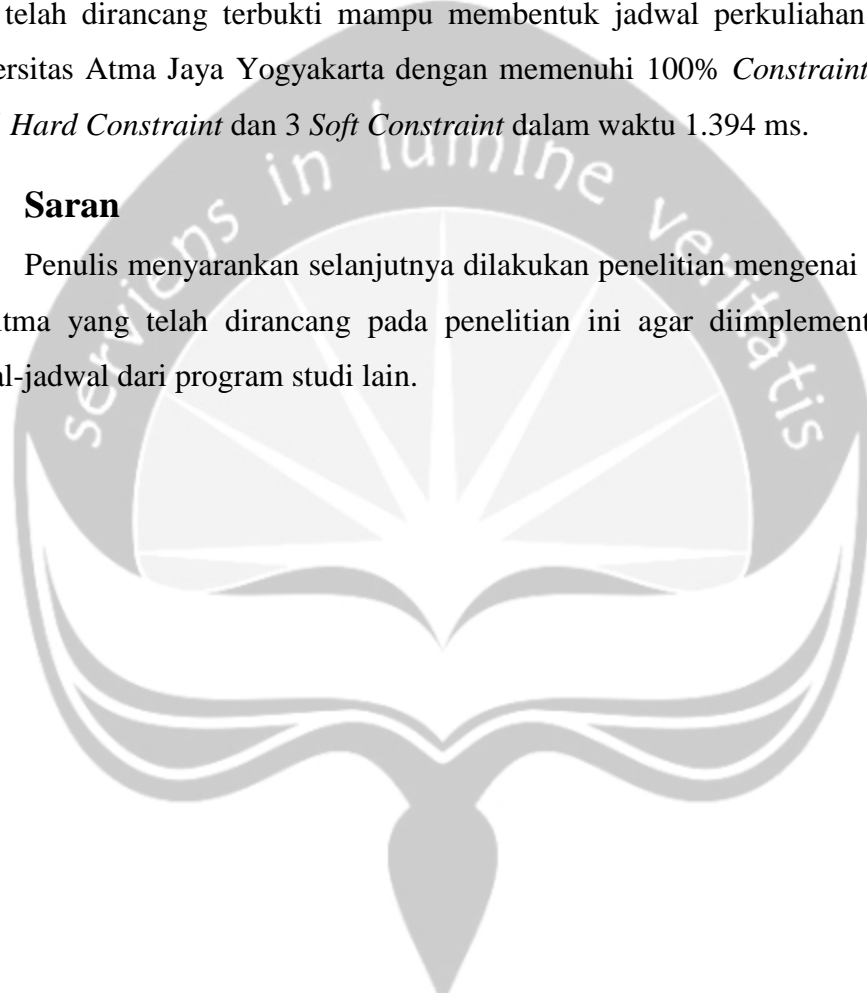 telah dirancang terbukti mampu membentuk jadwal perkuliahan
Universitas Atma Jaya Yogyakarta dengan memenuhi 100% Constraint
Hard Constraint dan 3 Soft Constraint dalam waktu 1.394 ms.
serviens in lumine veritatis
Saran
Penulis menyarankan selanjutnya dilakukan penelitian mengenai
itma yang telah dirancang pada penelitian ini agar diimplement
al-jadwal dari program studi lain.